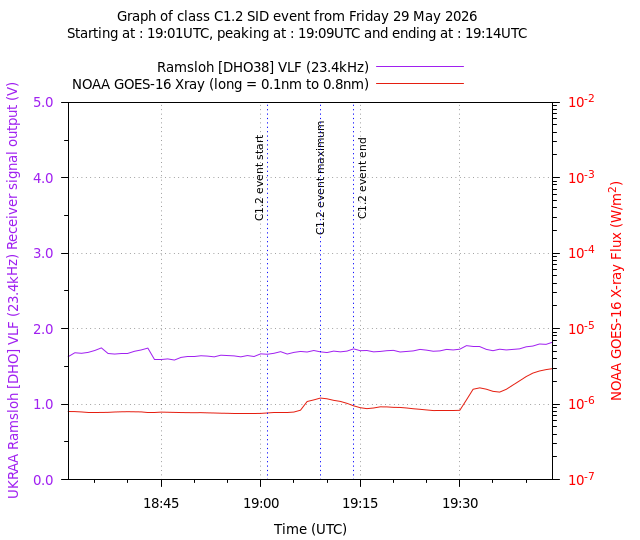 Graph of class C1.2 SID event from Friday 29 May 2026
Starting at : 19:01UTC, peaking at : 19:09UTC and ending at : 19:14UTC
Ramsloh [DHO38] VLF (23.4kHz)
NOAA GOES-16 Xray (long = 0.1nm to 0.8nm)
UKRAA Ramsloh [DHO] VLF (23.4kHz) Receiver signal output (V)
5.0
4.0
3.0
2.0
1.0
0.0
C1.2 event start
C1.2 event maximum
C1.2 event end
10⁻²
10⁻³
10⁻⁴
10⁻⁵
10⁻⁶
10⁻⁷
NOAA GOES-16 X-ray Flux (W/m²)
18:45
19:00
19:15
19:30
Time (UTC)